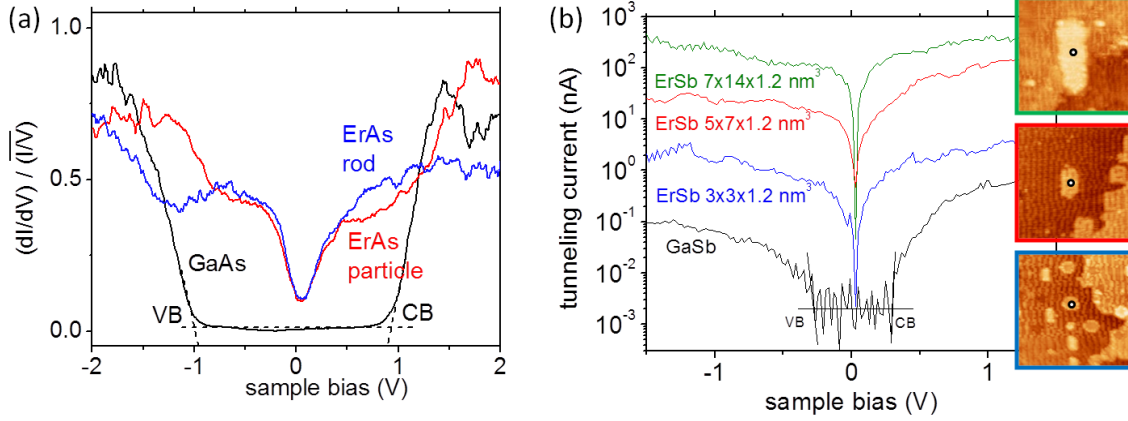 (a)
1.0
0.5
0.0
(dI/dV) / (I/V)
ErAs
rod
GaAs
ErAs
particle
VB
CB
-2
-1
0
1
2
sample bias (V)
(b)
10³
10²
10¹
10⁰
10⁻¹
10⁻²
10⁻³
tunneling current (nA)
ErSb 7x14x1.2 nm³
ErSb 5x7x1.2 nm³
ErSb 3x3x1.2 nm³
GaSb
VB
CB
-1
0
1
sample bias (V)